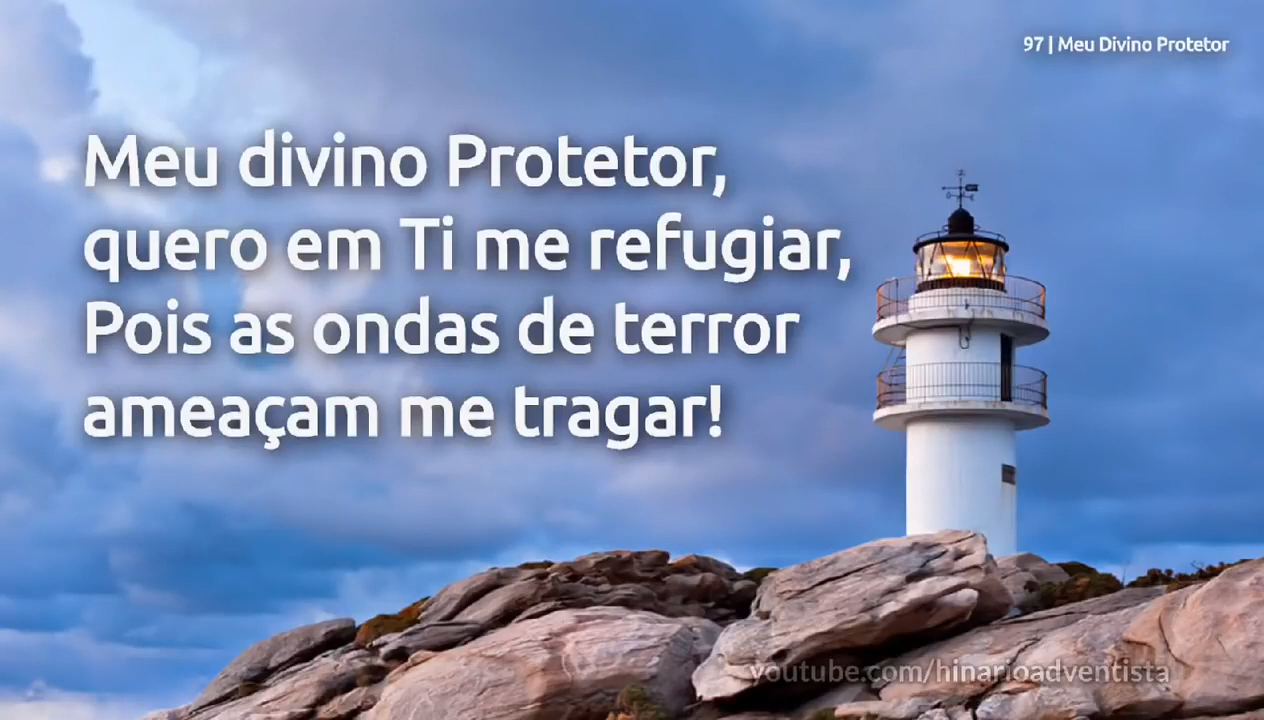 97 | Meu Divino Protetor
Meu divino Protetor,
quero em Ti me refugiar,
Pois as ondas de terror
ameaçam me tragar!
youtube.com/hinarioadventista